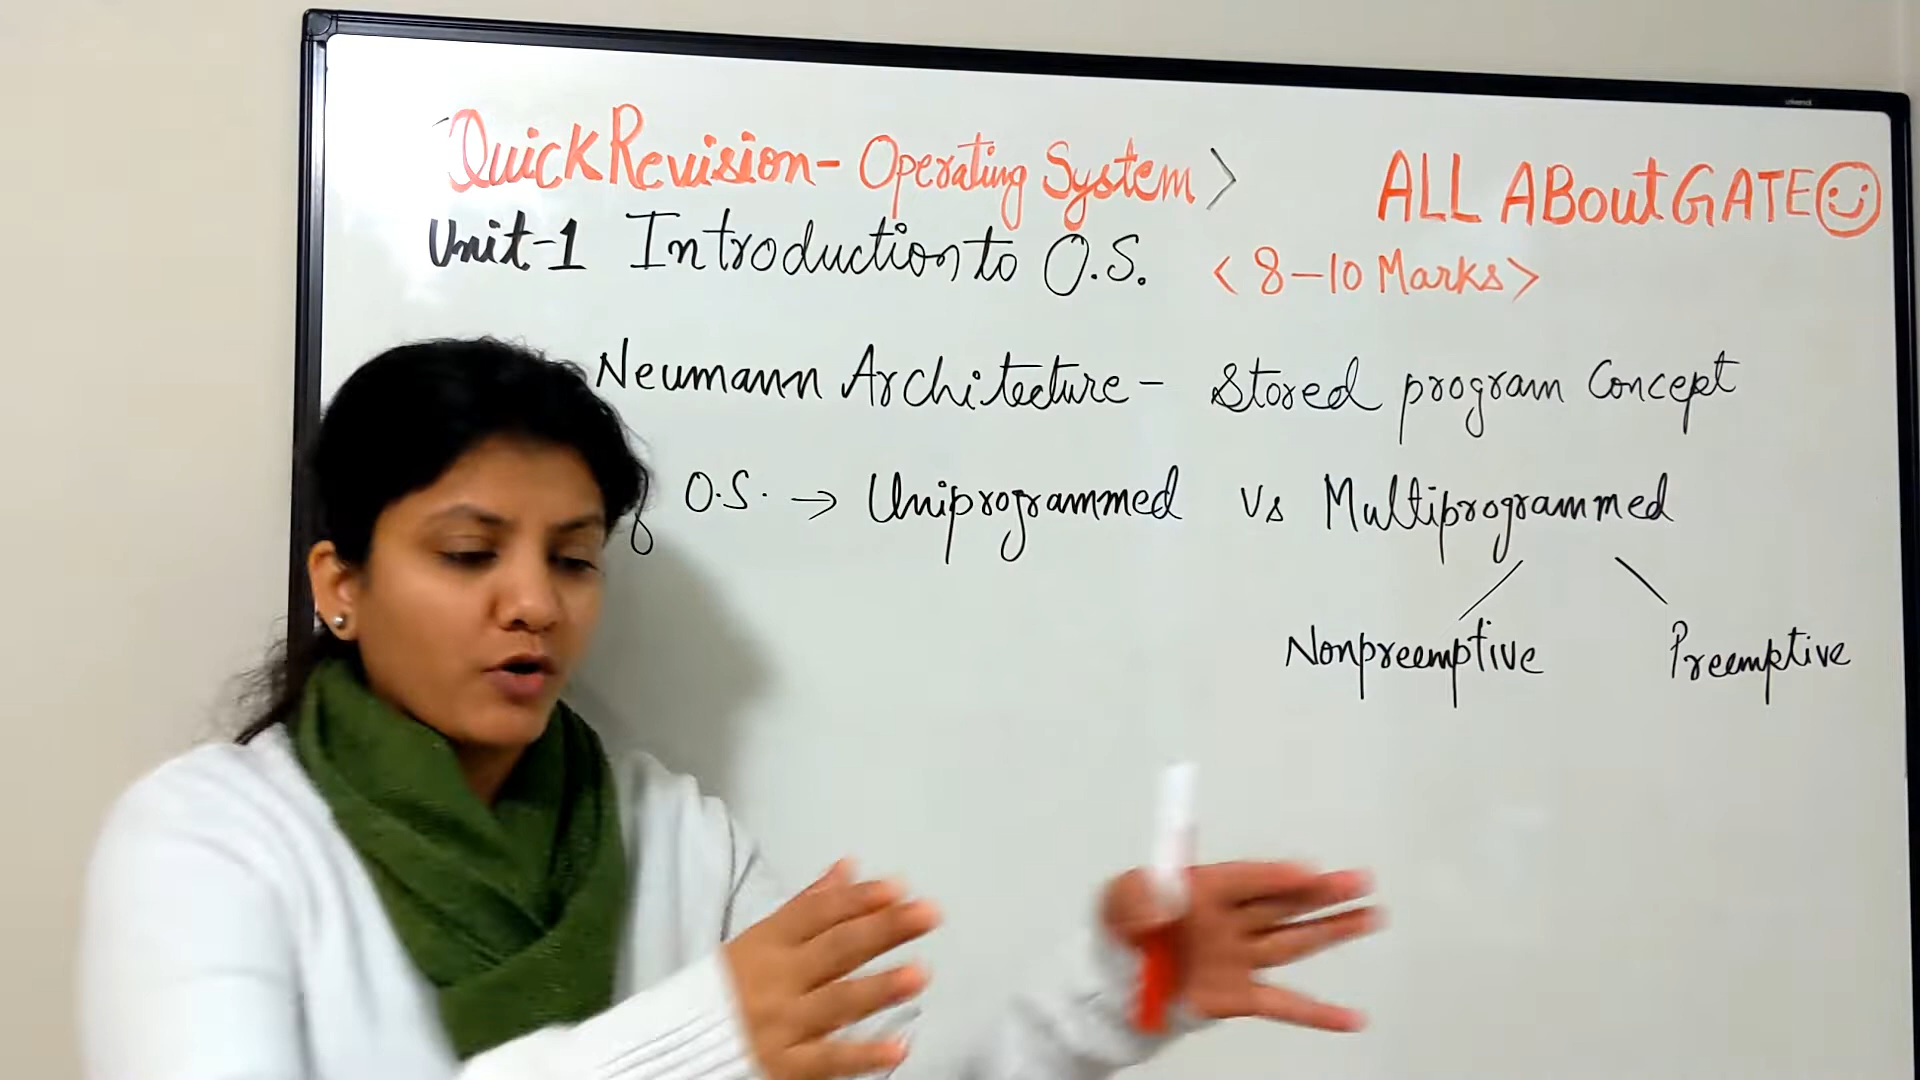 Quick Revision - Operating System > ALL ABout GATE
Unit-1 Introduction to O.S. < 8-10 Marks >
Neumann Architecture - Stored program Concept
O.S. → Uniprogrammed Vs Multiprogrammed
Nonpreemptive Preemptive